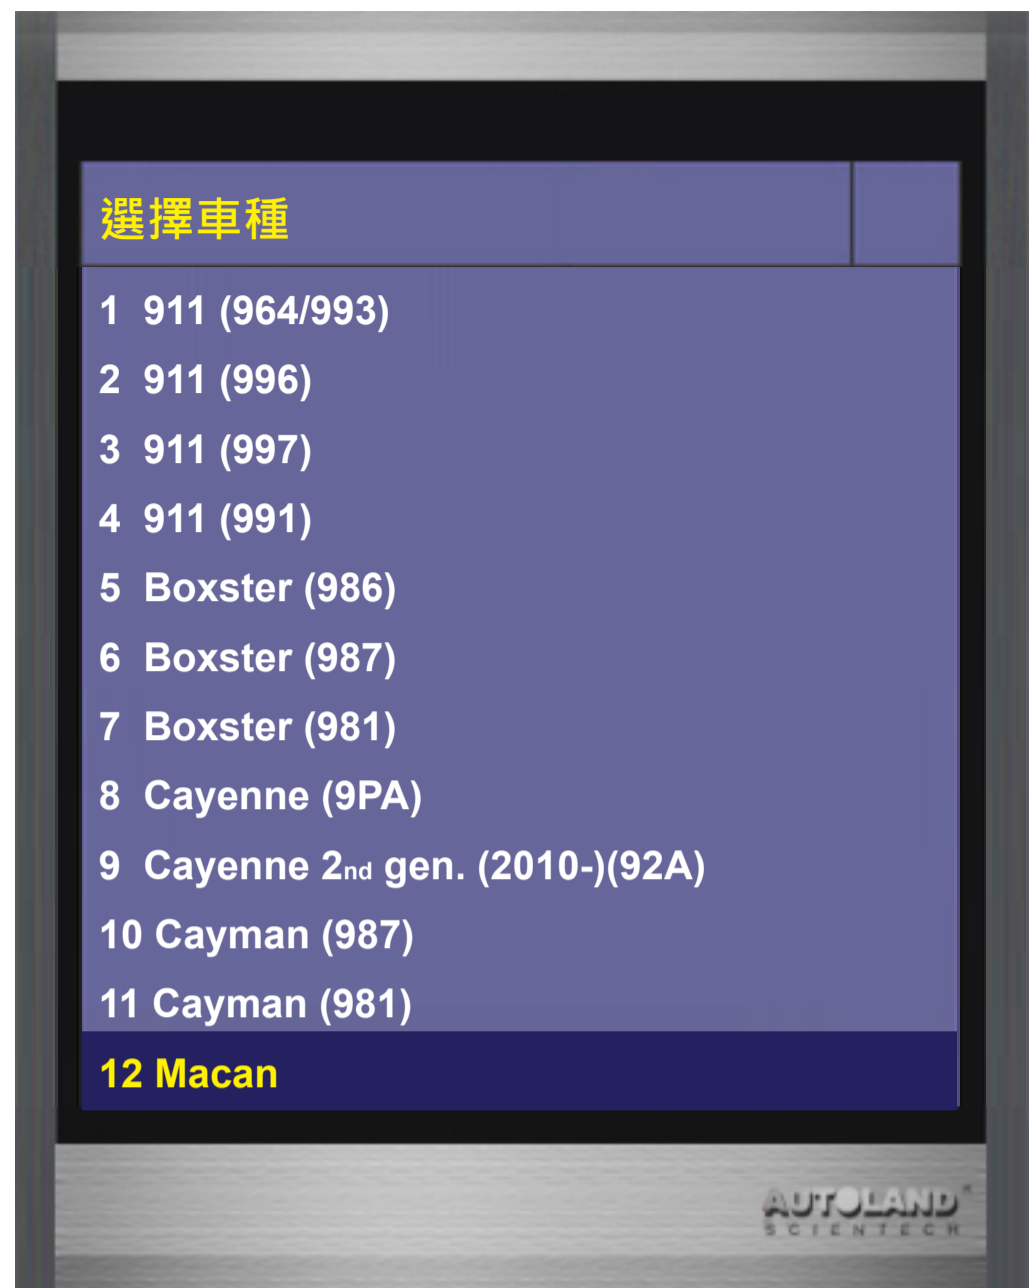 選擇車種
1 911 (964/993)
2 911 (996)
3 911 (997)
4 911 (991)
5 Boxster (986)
6 Boxster (987)
7 Boxster (981)
8 Cayenne (9PA)
9 Cayenne 2nd gen. (2010-)(92A)
10 Cayman (987)
11 Cayman (981)
12 Macan
AUTOLAND
SCIENTECH